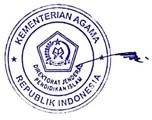 KEMENTERIAN AGAMA
DIREKTORAT JENDERAL
PENDIDIKAN ISLAM
REPUBLIK INDONESIA